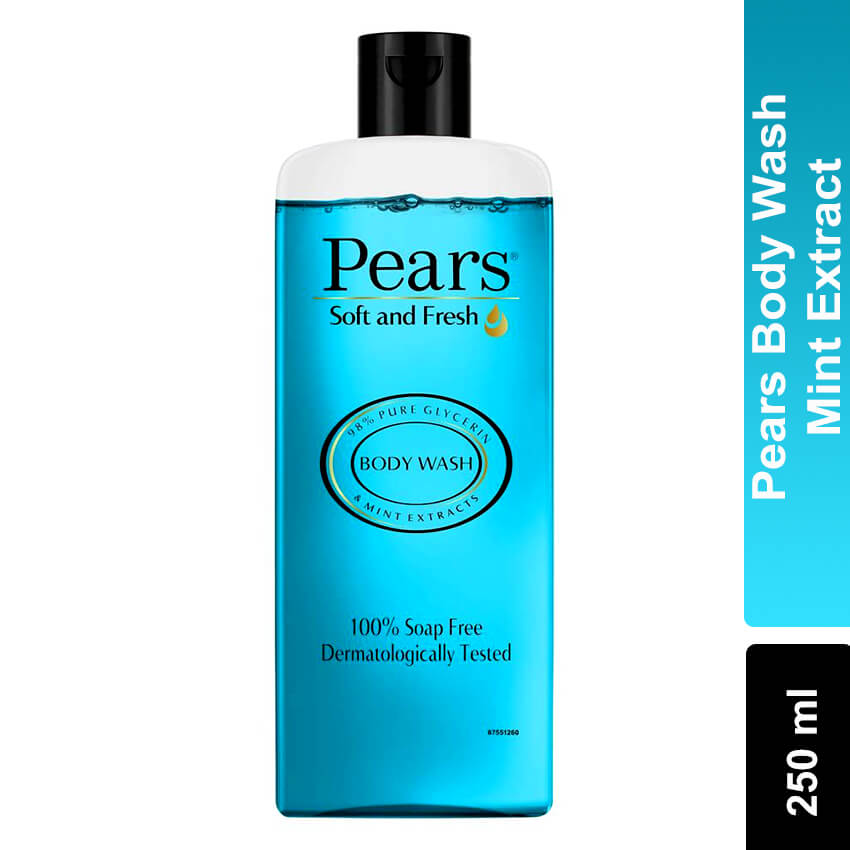 Pears®
Soft and Fresh
98% PURE GLYCERIN
BODY WASH
& MINT EXTRACTS
100% Soap Free
Dermatologically Tested
87551260
Pears Body Wash
Mint Extract
250 ml